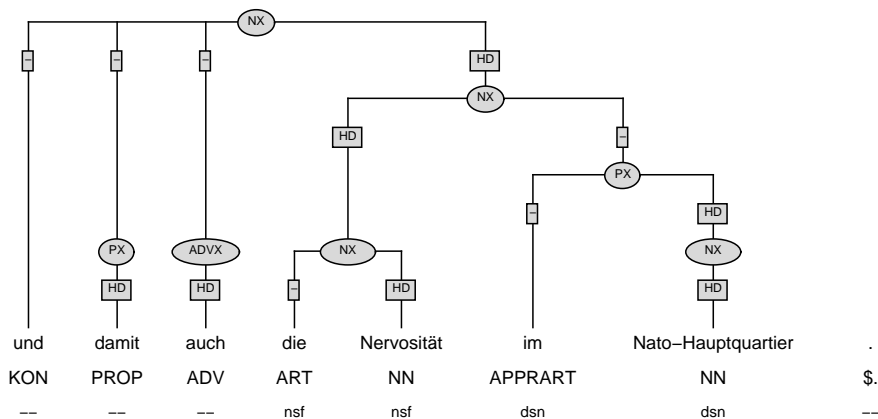 NX
– – – HD
NX
HD –
PX
– HD
PX ADVX NX NX
HD HD – HD HD
und damit auch die Nervosität im Nato−Hauptquartier .
KON PROP ADV ART NN APPRART NN $.
−− −− −− nsf nsf dsn dsn −−